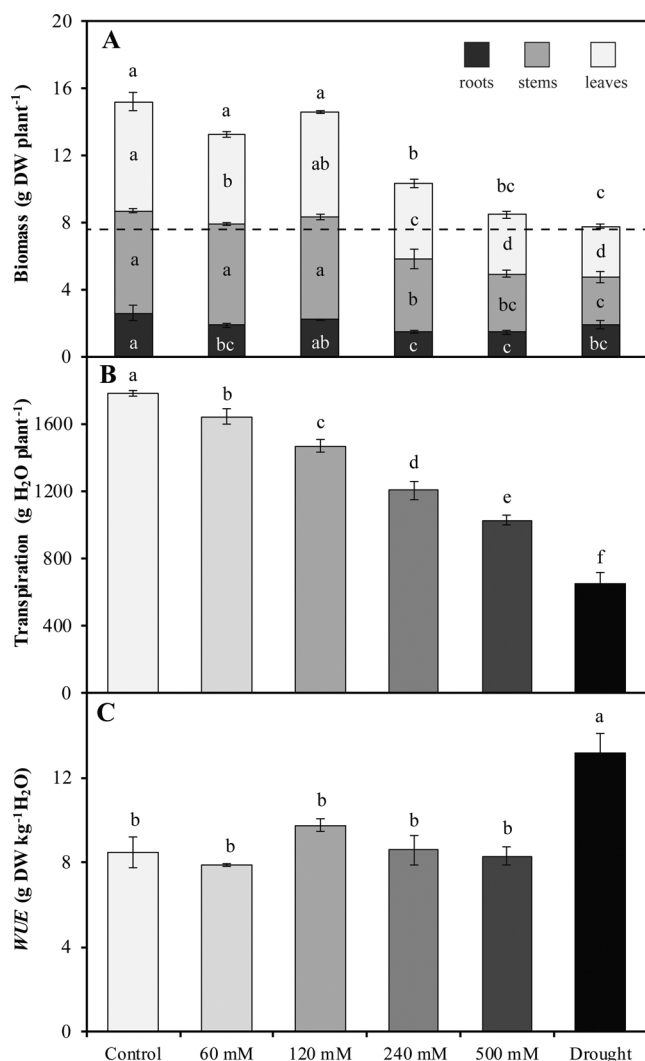 A
20
16
12
8
4
0
Biomass (g DW plant⁻¹)
roots stems leaves
a a a b bc c
a b ab c d d
a a a b bc c
a bc ab c c bc
B
1600
1200
800
400
0
Transpiration (g H₂O plant⁻¹)
a b c d e f
C
12
8
4
0
WUE (g DW kg⁻¹H₂O)
b b b b b a
Control 60 mM 120 mM 240 mM 500 mM Drought